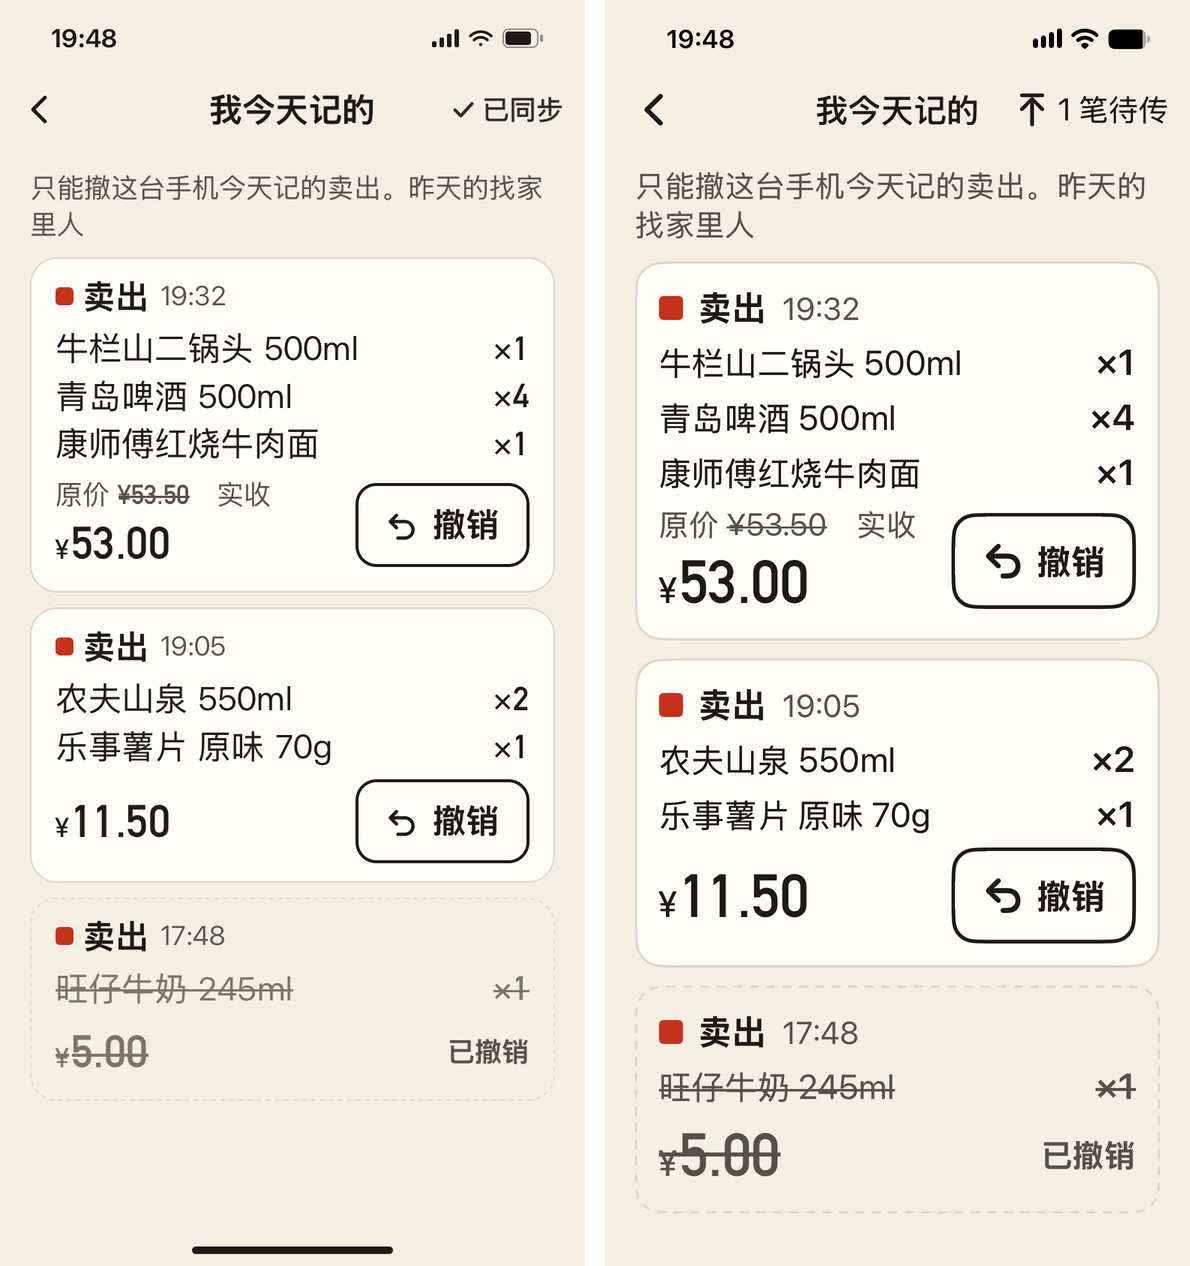 19:48
我今天记的
已同步
只能撤这台手机今天记的卖出。昨天的找家
里人
卖出 19:32
牛栏山二锅头 500ml ×1
青岛啤酒 500ml ×4
康师傅红烧牛肉面 ×1
原价 ¥53.50 实收
¥53.00
撤销
卖出 19:05
农夫山泉 550ml ×2
乐事薯片 原味 70g ×1
¥11.50
撤销
卖出 17:48
旺仔牛奶 245ml ×1
¥5.00
已撤销
19:48
我今天记的
1 笔待传
只能撤这台手机今天记的卖出。昨天的
找家里人
卖出 19:32
牛栏山二锅头 500ml ×1
青岛啤酒 500ml ×4
康师傅红烧牛肉面 ×1
原价 ¥53.50 实收
¥53.00
撤销
卖出 19:05
农夫山泉 550ml ×2
乐事薯片 原味 70g ×1
¥11.50
撤销
卖出 17:48
旺仔牛奶 245ml ×1
¥5.00
已撤销